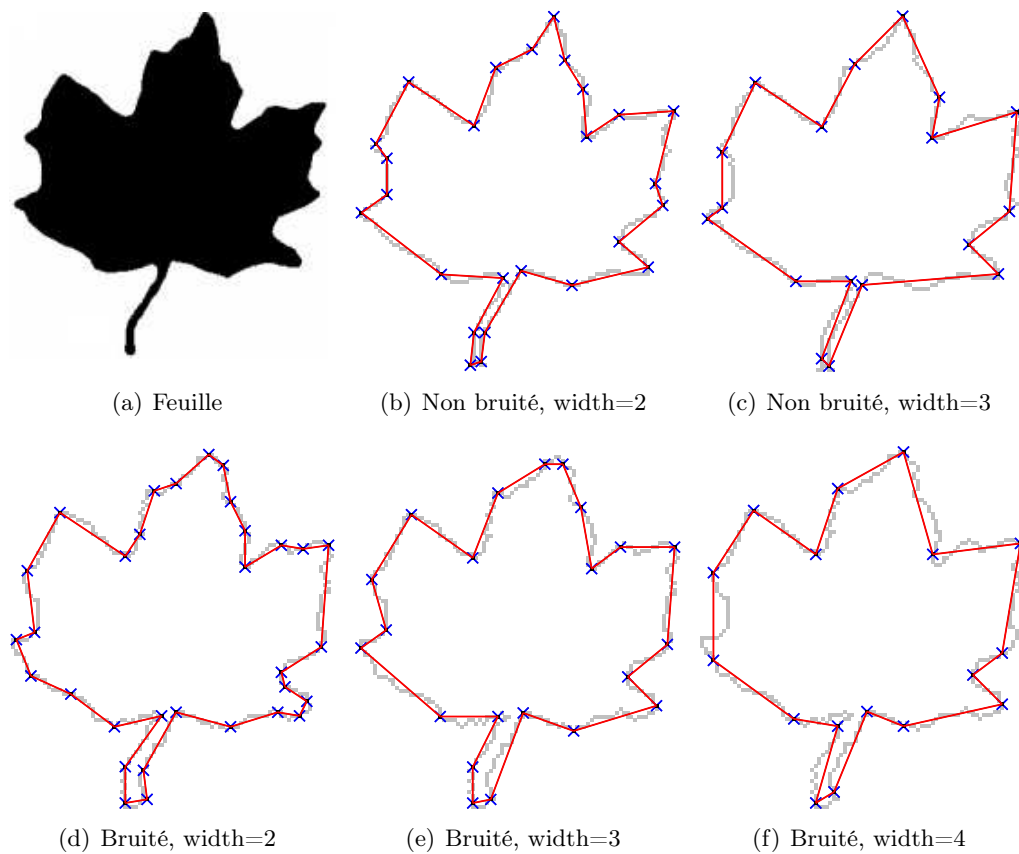 (a) Feuille
(b) Non bruité, width=2
(c) Non bruité, width=3
(d) Bruité, width=2
(e) Bruité, width=3
(f) Bruité, width=4